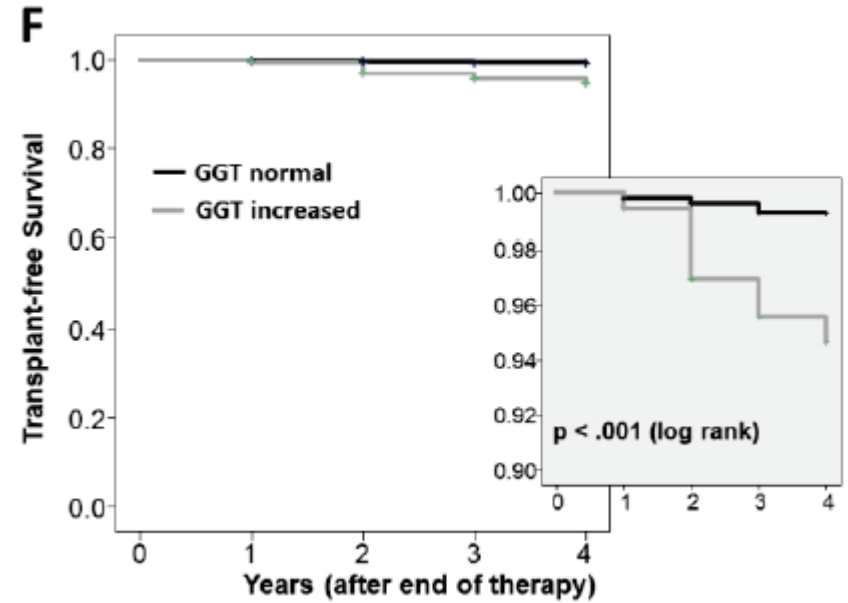 F
Transplant-free Survival
1.0
0.8
0.6
0.4
0.2
0.0
GGT normal
GGT increased
0 1 2 3 4
Years (after end of therapy)
1.00
0.98
0.96
0.94
0.92
0.90
p < .001 (log rank)
0 1 2 3 4